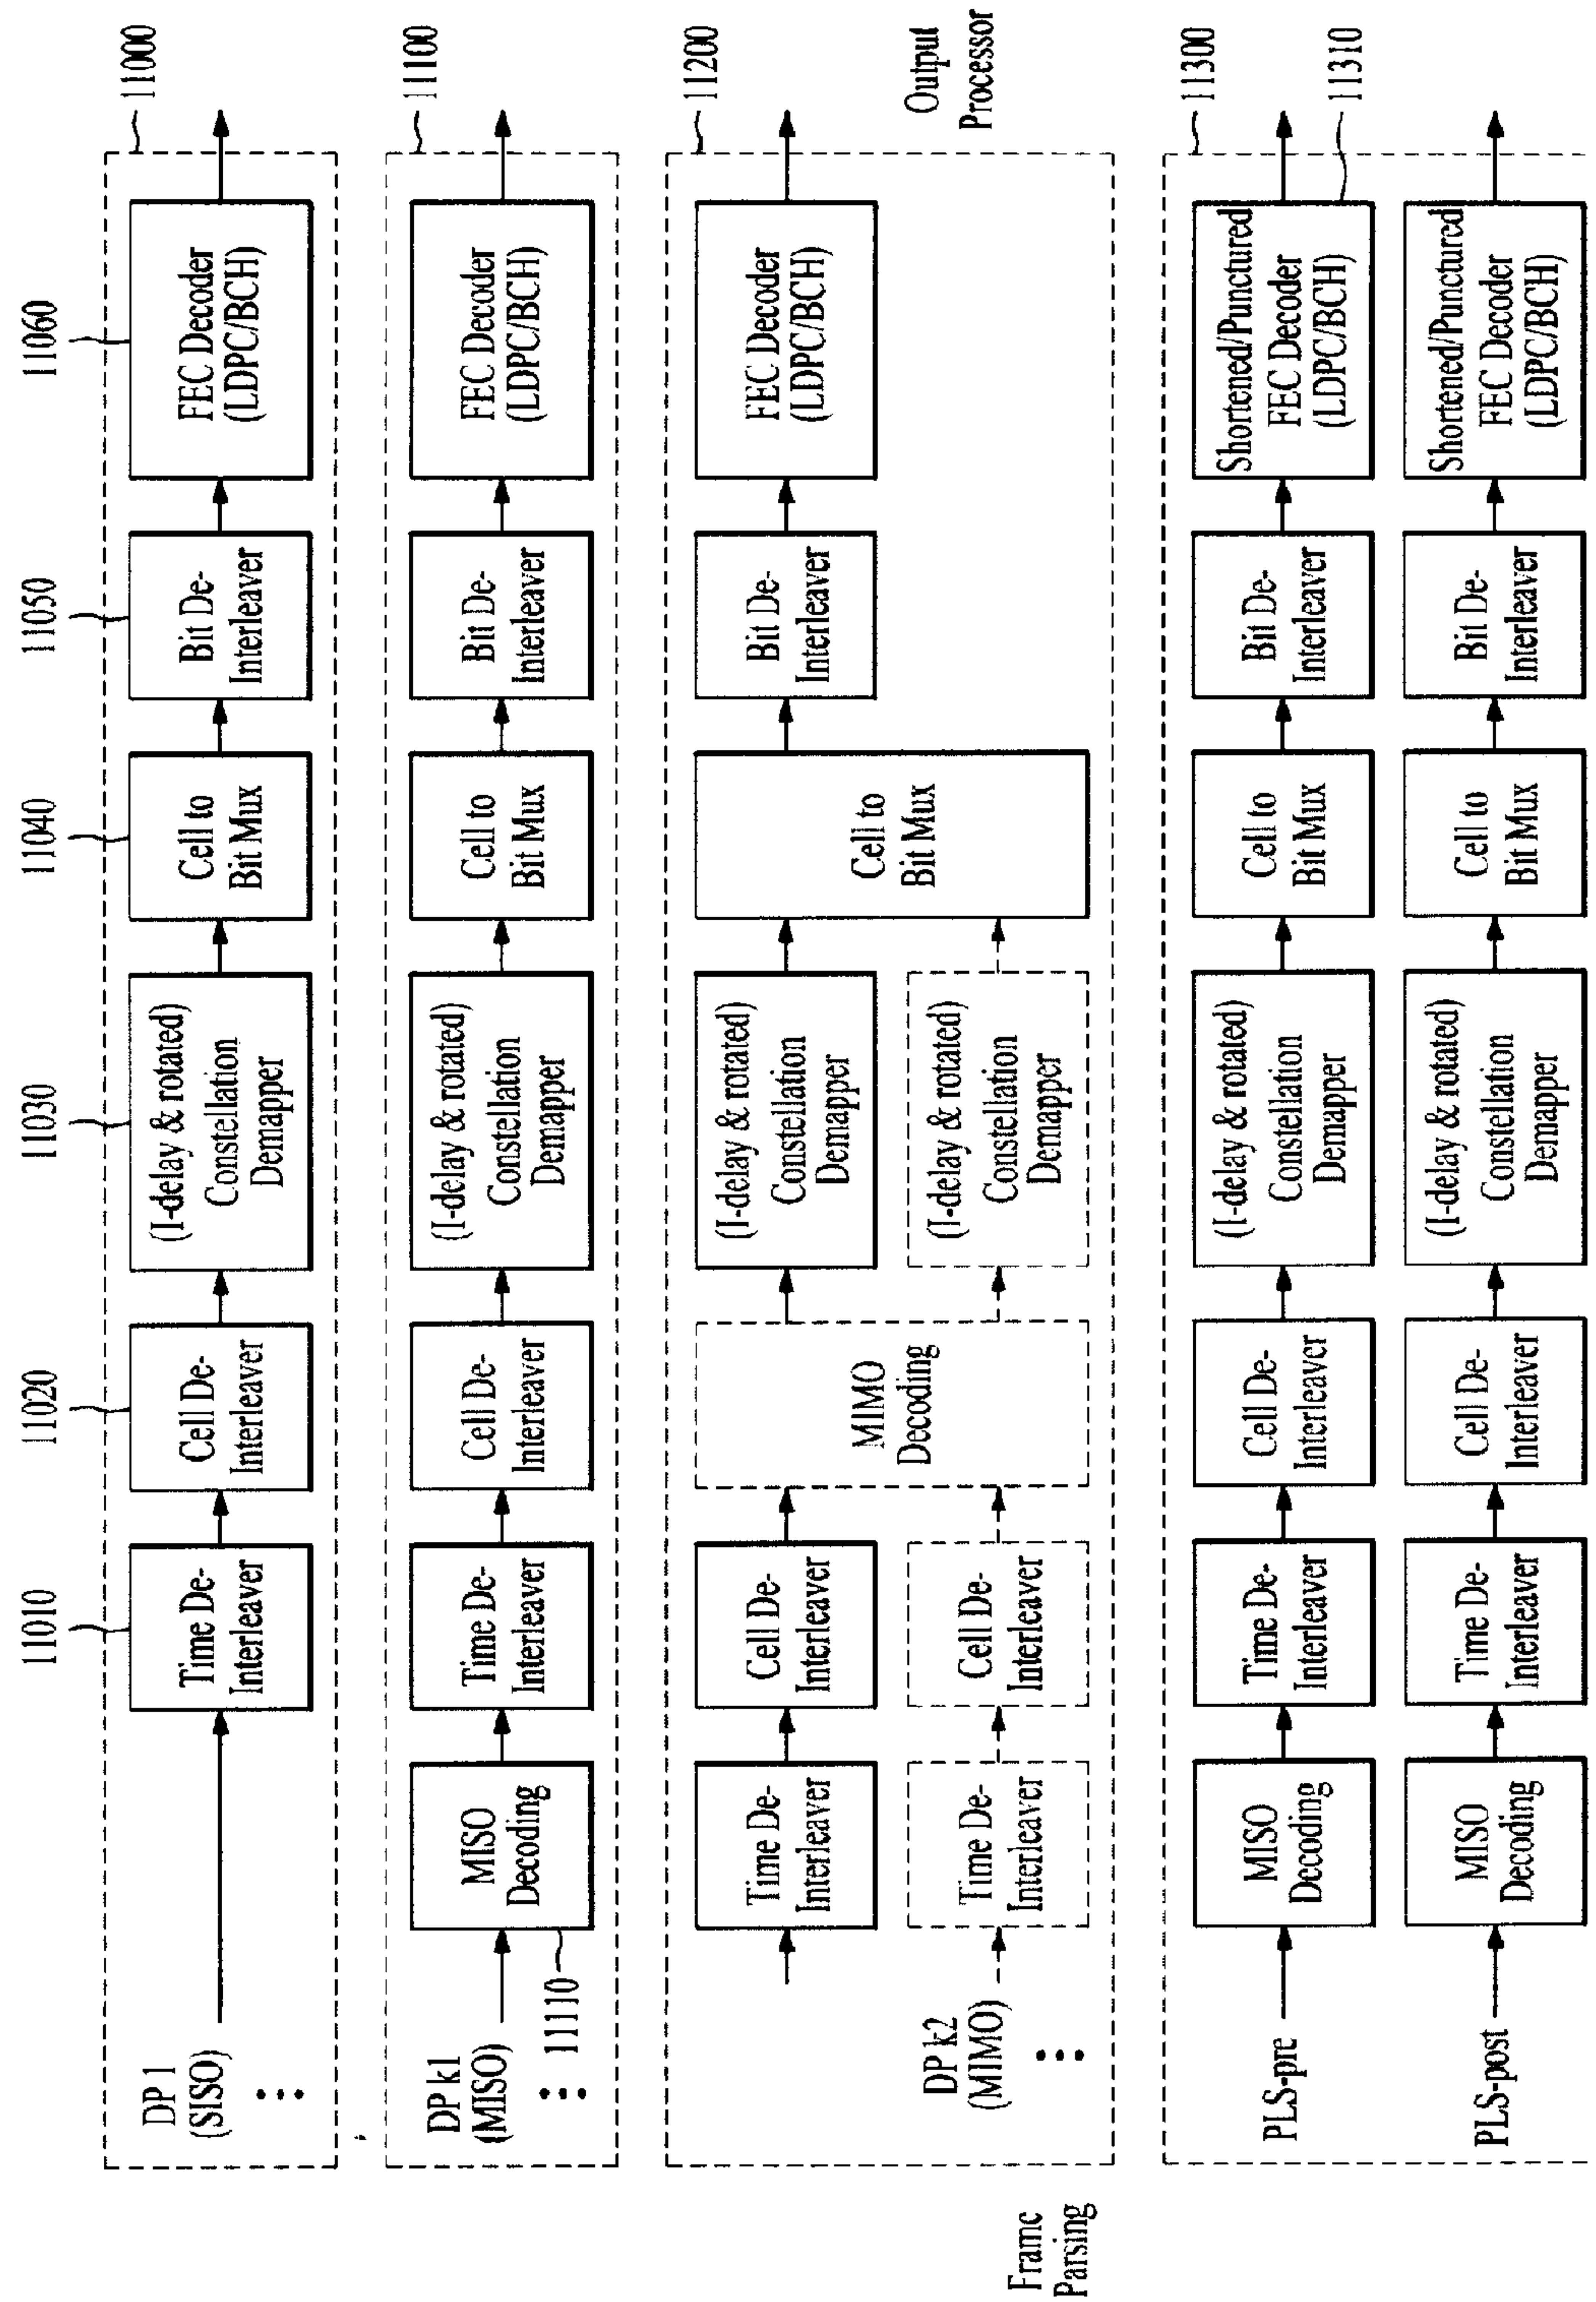 11010
11020
11030
11040
11050
11060
11000
DP 1
(SISO)
Time De-
Interleaver
Cell De-
Interleaver
(I-delay & rotated)
Constellation
Demapper
Cell to
Bit Mux
Bit De-
Interleaver
FEC Decoder
(LDPC/BCH)
11100
DP k1
(MISO)
11110
MISO
Decoding
Time De-
Interleaver
Cell De-
Interleaver
(I-delay & rotated)
Constellation
Demapper
Cell to
Bit Mux
Bit De-
Interleaver
FEC Decoder
(LDPC/BCH)
11200
Time De-
Interleaver
Cell De-
Interleaver
MIMO
Decoding
(I-delay & rotated)
Constellation
Demapper
Cell to
Bit Mux
Bit De-
Interleaver
FEC Decoder
(LDPC/BCH)
DP k2
(MIMO)
Time De-
Interleaver
Cell De-
Interleaver
(I-delay & rotated)
Constellation
Demapper
Output
Processor
Frame
Parsing
11300
PLS-pre
MISO
Decoding
Time De-
Interleaver
Cell De-
Interleaver
(I-delay & rotated)
Constellation
Demapper
Cell to
Bit Mux
Bit De-
Interleaver
Shortened/Punctured
FEC Decoder
(LDPC/BCH)
11310
PLS-post
MISO
Decoding
Time De-
Interleaver
Cell De-
Interleaver
(I-delay & rotated)
Constellation
Demapper
Cell to
Bit Mux
Bit De-
Interleaver
Shortened/Punctured
FEC Decoder
(LDPC/BCH)